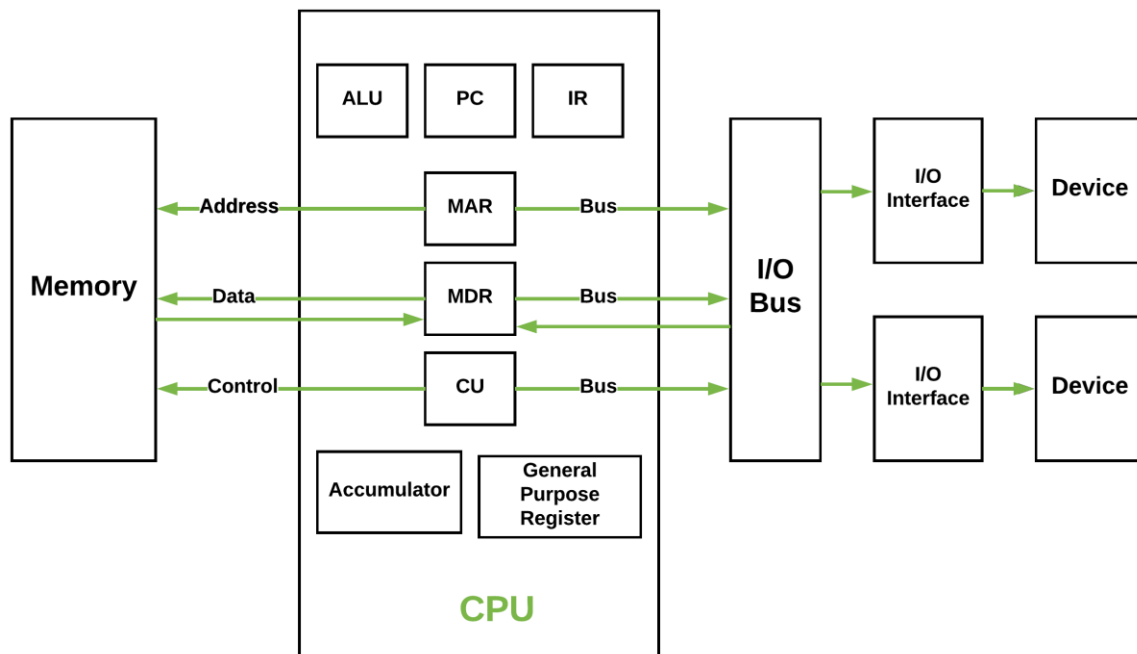 ALU
PC
IR
Memory
Address
MAR
Bus
Data
MDR
Bus
Control
CU
Bus
Accumulator
General
Purpose
Register
CPU
I/O
Bus
I/O
Interface
Device
I/O
Interface
Device